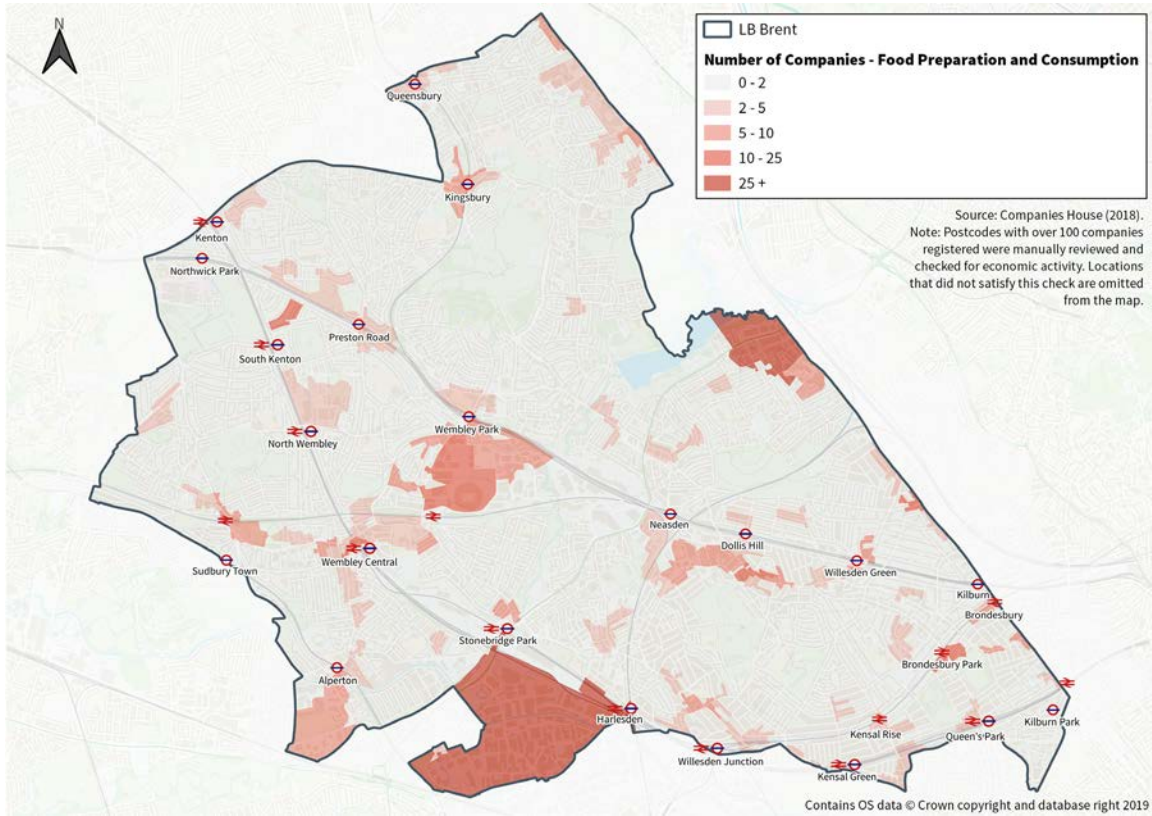 N
LB Brent
Number of Companies - Food Preparation and Consumption
0 - 2
2 - 5
5 - 10
10 - 25
25 +
Source: Companies House (2018).
Note: Postcodes with over 100 companies
registered were manually reviewed and
checked for economic activity. Locations
that did not satisfy this check are omitted
from the map.
Queensbury
Kingsbury
Kenton
Northwick Park
Preston Road
South Kenton
Wembley Park
North Wembley
Neasden
Dollis Hill
Sudbury Town
Wembley Central
Willesden Green
Kilburn
Brondesbury
Stonebridge Park
Brondesbury Park
Alperton
Harlesden
Kensal Rise
Queen's Park
Kilburn Park
Willesden Junction
Kensal Green
Contains OS data © Crown copyright and database right 2019